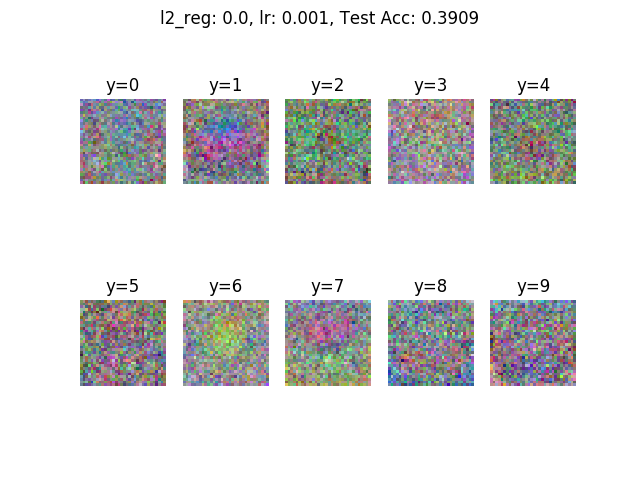 l2_reg: 0.0, lr: 0.001, Test Acc: 0.3909
y=0 y=1 y=2 y=3 y=4
y=5 y=6 y=7 y=8 y=9